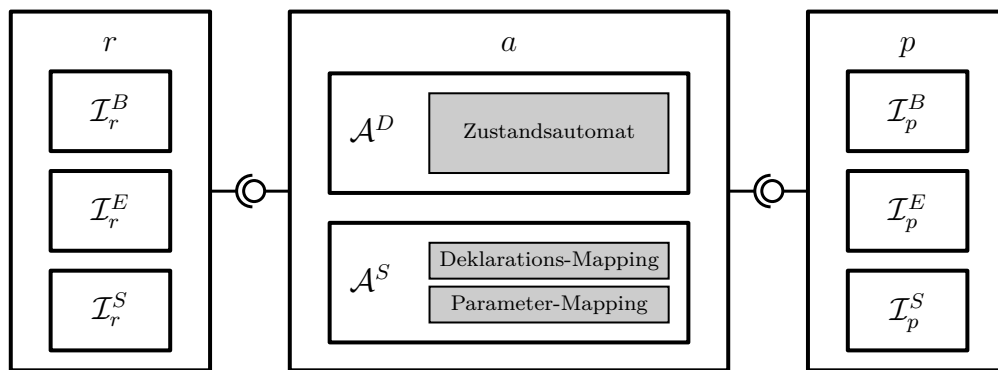 r
a
p
𝓘_r^B
𝓐^D
Zustandsautomat
𝓘_p^B
𝓘_r^E
𝓘_p^E
𝓐^S
Deklarations-Mapping
Parameter-Mapping
𝓘_r^S
𝓘_p^S